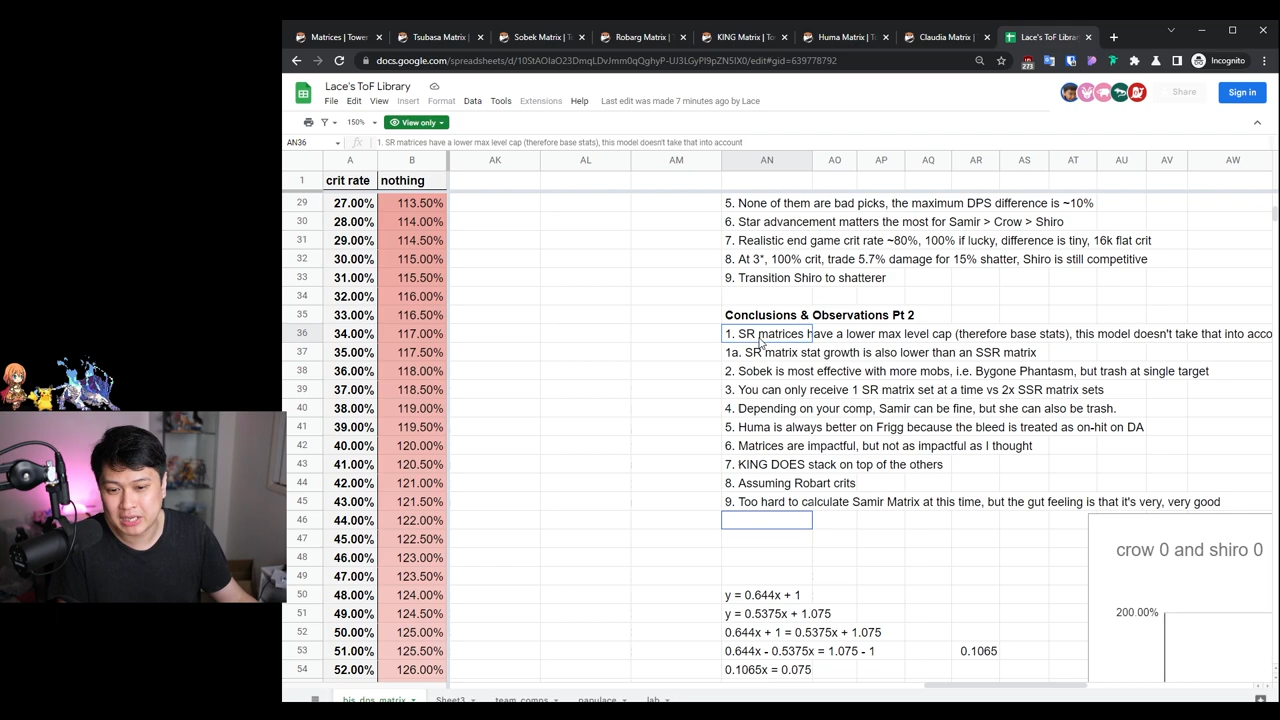 Matrices | Tower
Tsubasa Matrix |
Sobek Matrix | To
Robarg Matrix | T
KING Matrix | To
Huma Matrix | To
Claudia Matrix |
Lace's ToF Librar
Incognito
Lace's ToF Library
File Edit View Insert Format Data Tools Extensions Help Last edit was made 7 minutes ago by Lace
Share
Sign in
150%
View only
AN36
1. SR matrices have a lower max level cap (therefore base stats), this model doesn't take that into account
A B AK AL AM AN AO AP AQ AR AS AT AU AV AW
1 crit rate nothing
29 27.00% 113.50% 5. None of them are bad picks, the maximum DPS difference is ~10%
30 28.00% 114.00% 6. Star advancement matters the most for Samir > Crow > Shiro
31 29.00% 114.50% 7. Realistic end game crit rate ~80%, 100% if lucky, difference is tiny, 16k flat crit
32 30.00% 115.00% 8. At 3*, 100% crit, trade 5.7% damage for 15% shatter, Shiro is still competitive
33 31.00% 115.50% 9. Transition Shiro to shatterer
34 32.00% 116.00%
35 33.00% 116.50% Conclusions & Observations Pt 2
36 34.00% 117.00% 1. SR matrices have a lower max level cap (therefore base stats), this model doesn't take that into acco
37 35.00% 117.50% 1a. SR matrix stat growth is also lower than an SSR matrix
38 36.00% 118.00% 2. Sobek is most effective with more mobs, i.e. Bygone Phantasm, but trash at single target
39 37.00% 118.50% 3. You can only receive 1 SR matrix set at a time vs 2x SSR matrix sets
40 38.00% 119.00% 4. Depending on your comp, Samir can be fine, but she can also be trash.
41 39.00% 119.50% 5. Huma is always better on Frigg because the bleed is treated as on-hit on DA
42 40.00% 120.00% 6. Matrices are impactful, but not as impactful as I thought
43 41.00% 120.50% 7. KING DOES stack on top of the others
44 42.00% 121.00% 8. Assuming Robart crits
45 43.00% 121.50% 9. Too hard to calculate Samir Matrix at this time, but the gut feeling is that it's very, very good
46 44.00% 122.00%
47 45.00% 122.50%
crow 0 and shiro 0
48 46.00% 123.00%
49 47.00% 123.50%
50 48.00% 124.00% y = 0.644x + 1
51 49.00% 124.50% y = 0.5375x + 1.075
200.00%
52 50.00% 125.00% 0.644x + 1 = 0.5375x + 1.075
53 51.00% 125.50% 0.644x - 0.5375x = 1.075 - 1 0.1065
54 52.00% 126.00% 0.1065x = 0.075
bis_dps_matrix Sheet3 team_comps papulace lab